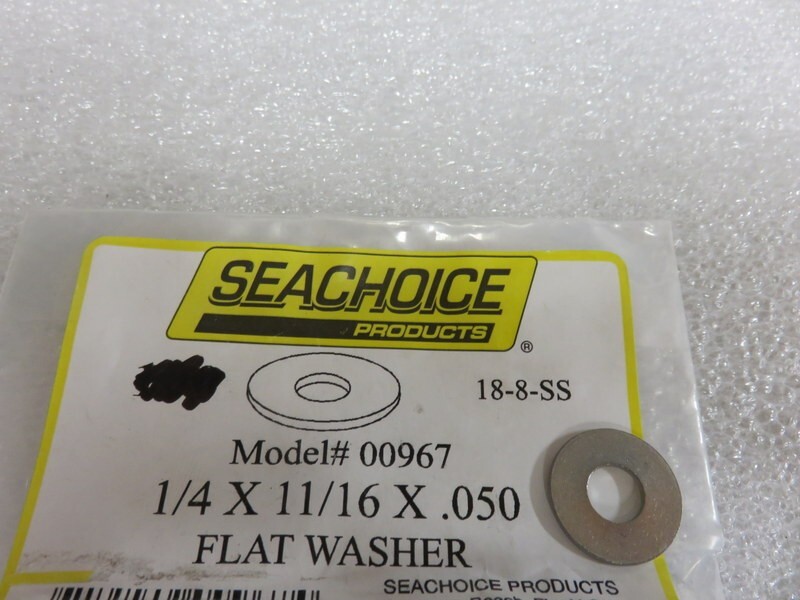 SEACHOICE
PRODUCTS
®
18-8-SS
Model# 00967
1/4 X 11/16 X .050
FLAT WASHER
SEACHOICE PRODUCTS